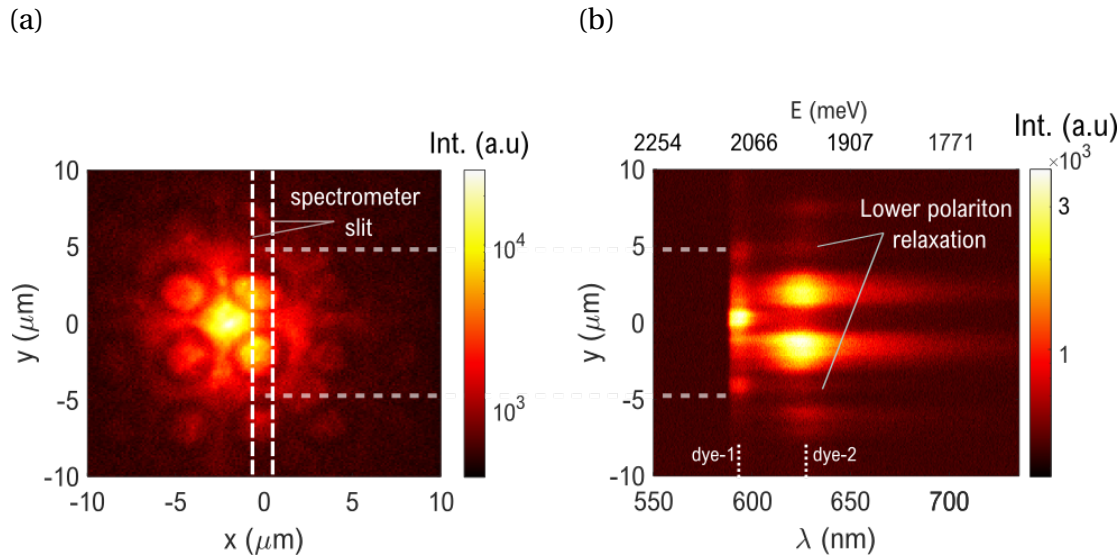 (a)
(b)
E (meV)
2254 2066 1907 1771
Int. (a.u)
Int. (a.u)
×10³
10
5
0
-5
-10
y (μm)
spectrometer
slit
10⁴
10³
-10 -5 0 5 10
x (μm)
10
5
0
-5
-10
y (μm)
Lower polariton
relaxation
dye-1
dye-2
3
1
550 600 650 700
λ (nm)